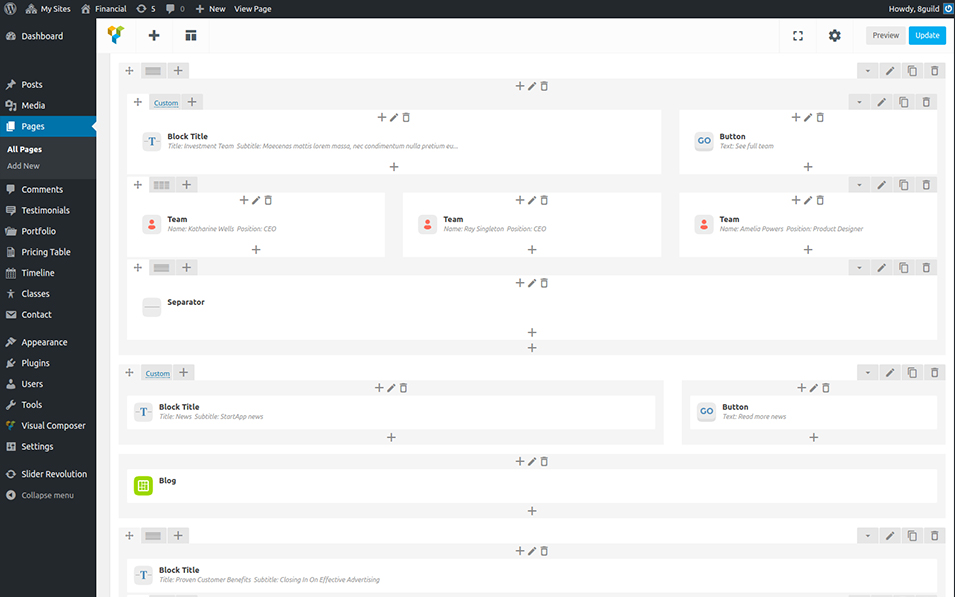 My Sites Financial 5 0 New View Page Howdy, 8guild
Dashboard
Preview Update
Posts
Media
Pages
All Pages
Add New
Comments
Testimonials
Portfolio
Pricing Table
Timeline
Classes
Contact
Appearance
Plugins
Users
Tools
Visual Composer
Settings
Slider Revolution
Collapse menu
Custom
T Block Title
Title: Investment Team Subtitle: Maecenas mattis lorem massa, nec condimentum nulla pretium eu...
GO Button
Text: See full team
Team
Name: Katharine Wells Position: CEO
Team
Name: Ray Singleton Position: CEO
Team
Name: Amelia Powers Position: Product Designer
Separator
Custom
T Block Title
Title: News Subtitle: StartApp news
GO Button
Text: Read more news
Blog
T Block Title
Title: Proven Customer Benefits Subtitle: Closing In On Effective Advertising